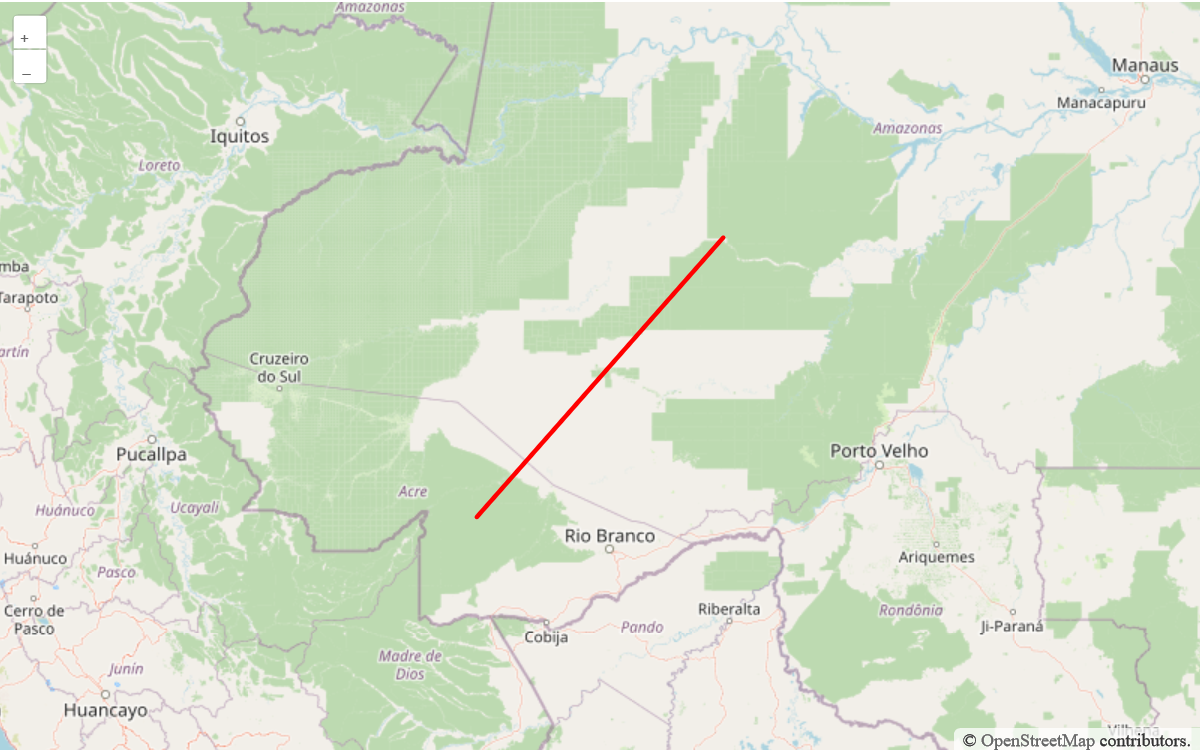 Amazonas
+
–
Manaus
Manacapuru
Iquitos
Amazonas
Loreto
mba
Tarapoto
artín
Cruzeiro
do Sul
Pucallpa
Porto Velho
Acre
Huánuco
Ucayali
Rio Branco
Huánuco
Ariquemes
Pasco
Cerro de
Pasco
Riberalta
Rondônia
Cobija
Pando
Ji-Paraná
Madre de
Dios
Junín
Huancayo
Vilhena
© OpenStreetMap contributors.